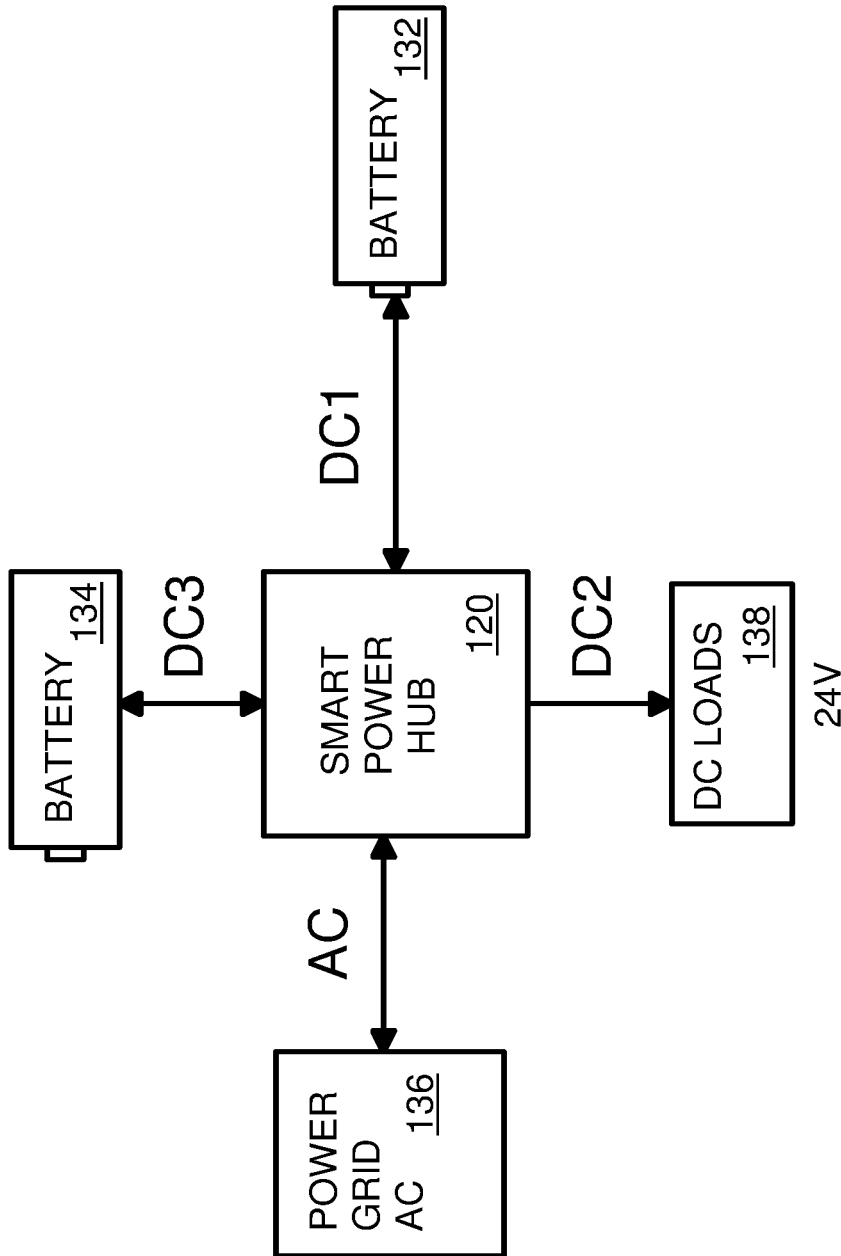 BATTERY
134
DC3
POWER
GRID
AC 136
AC
SMART
POWER
HUB
120
DC1
BATTERY
132
DC2
DC LOADS
138
24V